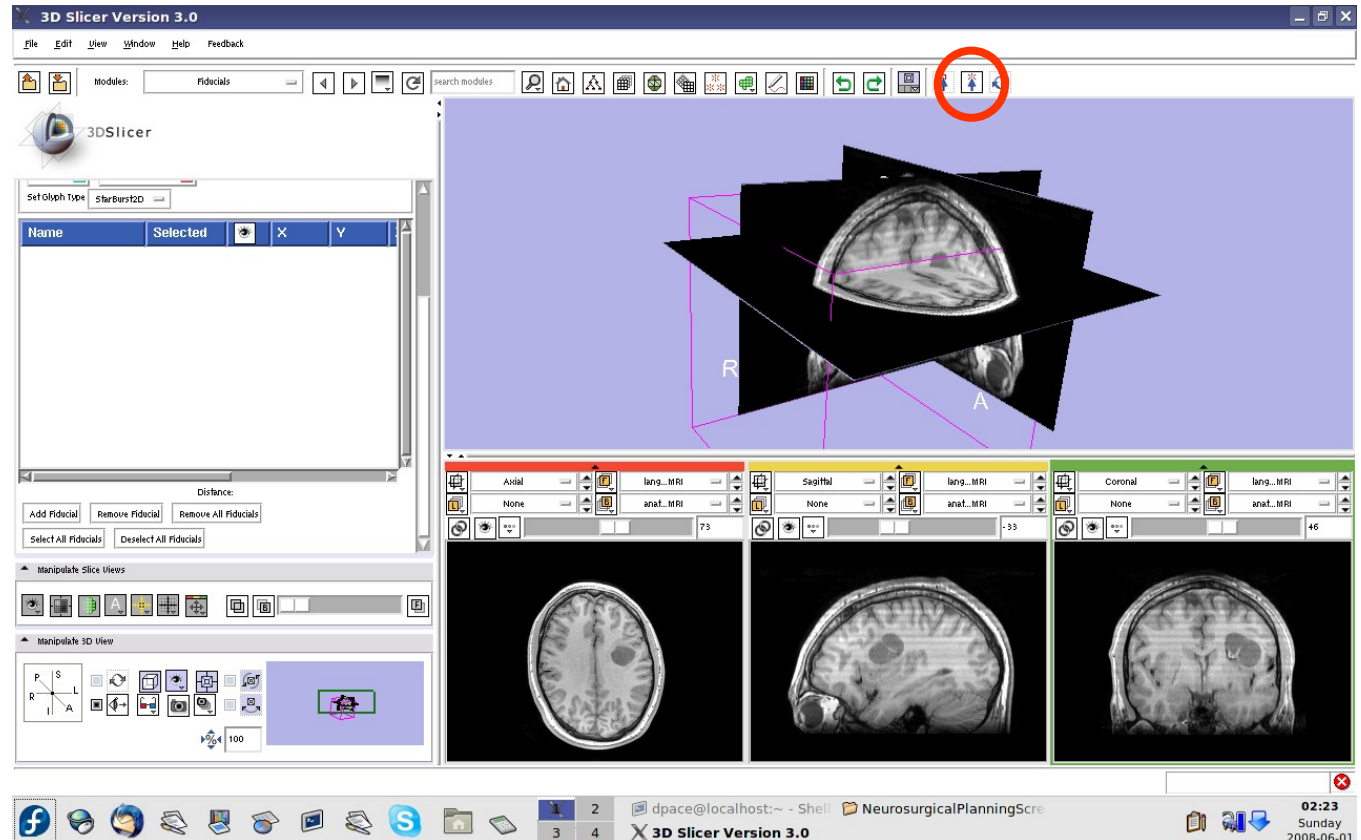 3D Slicer Version 3.0
File Edit View Window Help Feedback
Modules: Fiducials search modules
3DSlicer
Set Glyph Type StarBurst2D
Name Selected X Y
R
A
Distance:
Add Fiducial Remove Fiducial Remove All Fiducials
Select All Fiducials Deselect All Fiducials
Axial F lang...MRI
L None B anat...MRI
73
Sagittal F lang...MRI
L None B anat...MRI
-33
Coronal F lang...MRI
L None B anat...MRI
46
Manipulate Slice Views
A B F
Manipulate 3D View
P S
R L
I A
% 100
1 2
3 4
dpace@localhost:~ - Shell NeurosurgicalPlanningScre
3D Slicer Version 3.0
02:23
Sunday
2008-06-01